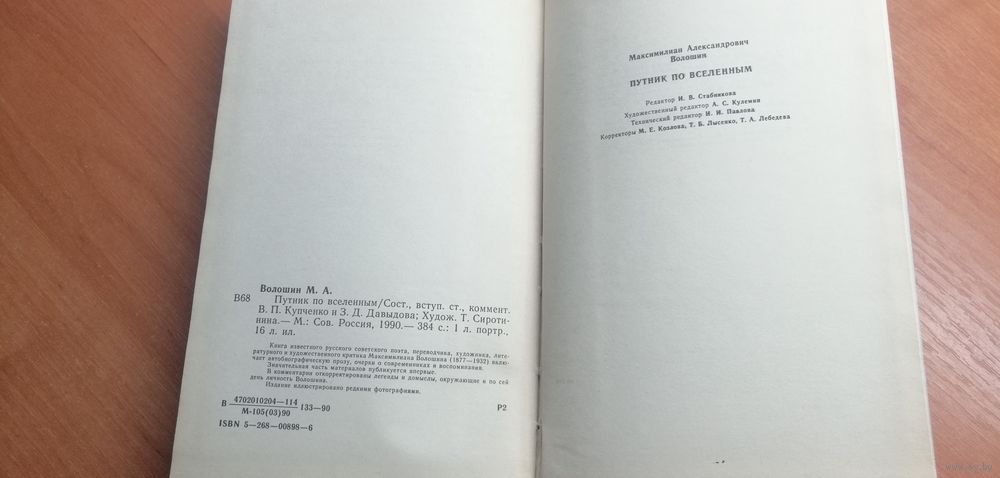 Волошин М. А.
В68
Путник по вселенным/Сост., вступ. ст., коммент.
В. П. Купченко и З. Д. Давыдова; Худож. Т. Сироти-
нина.— М.: Сов. Россия, 1990.— 384 с.: 1 л. портр.,
16 л. ил.
Книга известного русского советского поэта, переводчика, художника, лите-
ратурного и художественного критика Максимилиана Волошина (1877—1932) вклю-
чает автобиографическую прозу, очерки о современниках и воспоминания.
Значительная часть материалов публикуется впервые.
В комментарии откорректированы легенды и домыслы, окружающие и по сей
день личность Волошина.
Издание иллюстрировано редкими фотографиями.
В 4702010204—114
М-105(03)90 133—90
Р2
ISBN 5—268—00898—6
Максимилиан Александрович
Волошин
ПУТНИК ПО ВСЕЛЕННЫМ
Редактор И. В. Стабникова
Художественный редактор А. С. Кулемин
Технический редактор И. И. Павлова
Корректоры М. Е. Козлова, Т. Б. Лысенко, Т. А. Лебедева